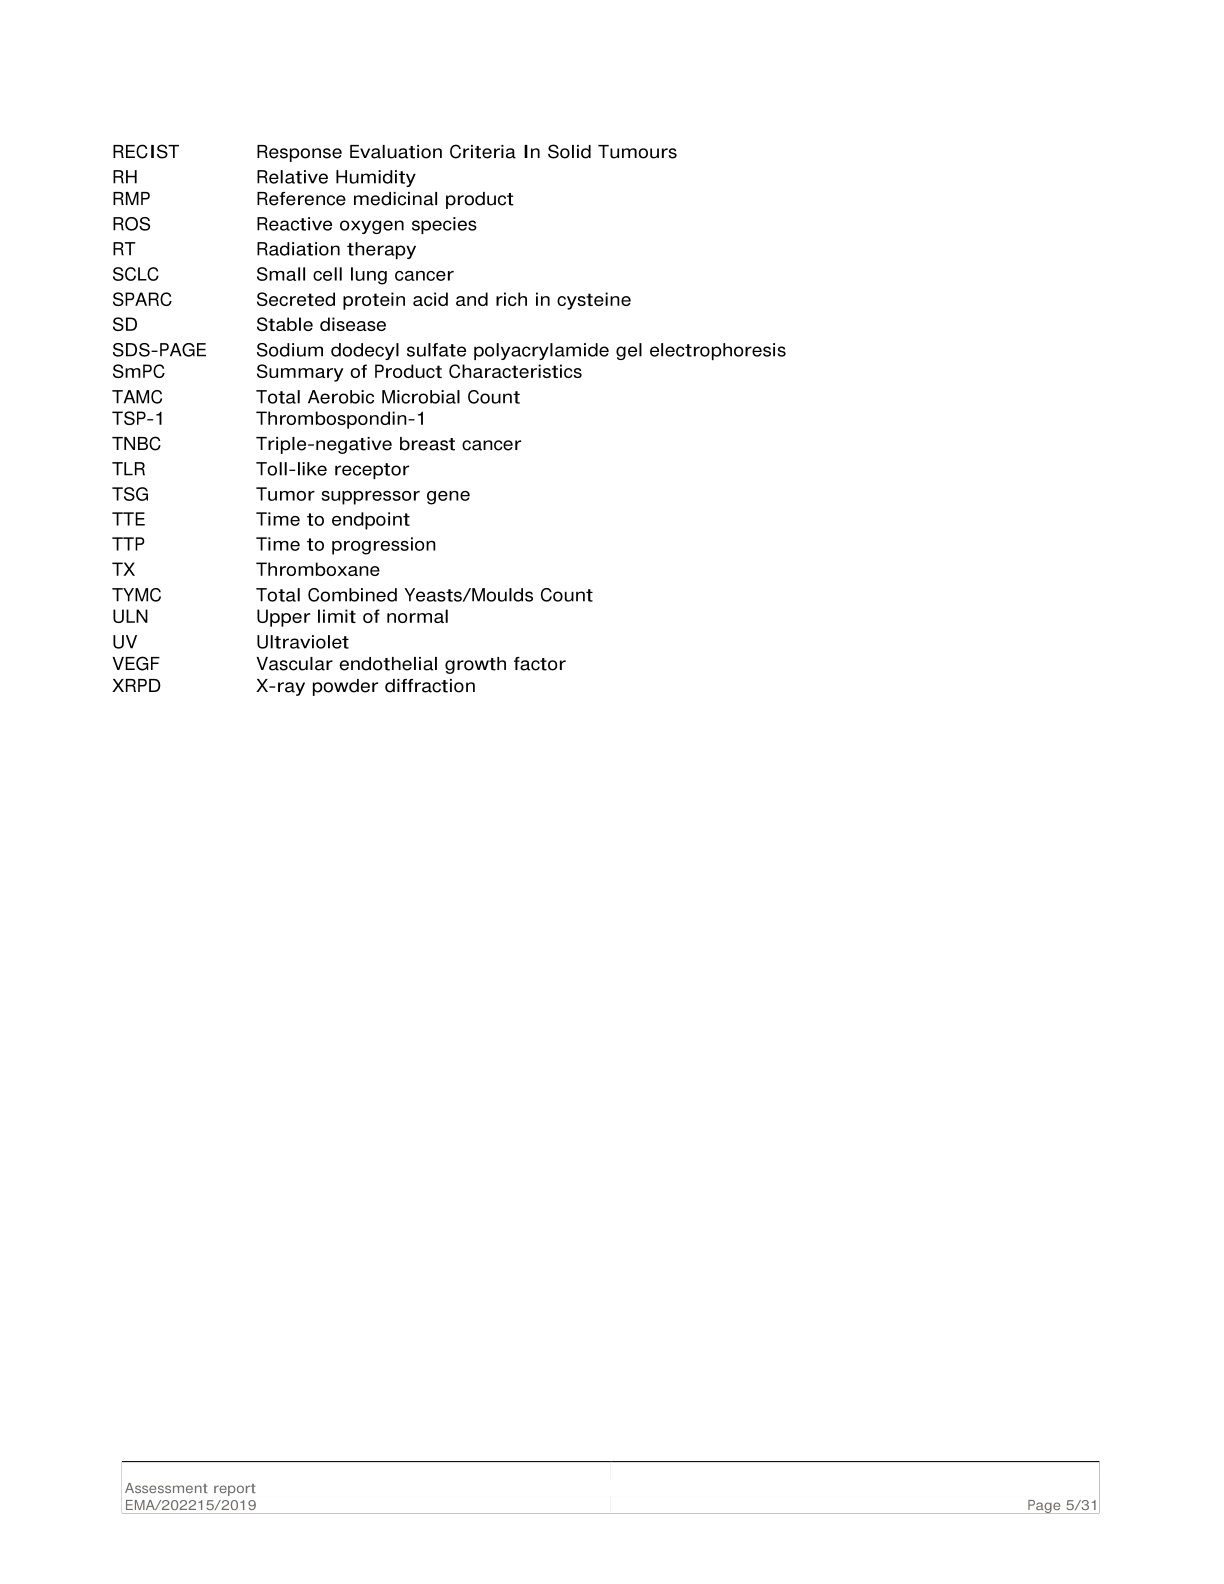 RECIST Response Evaluation Criteria In Solid Tumours
RH Relative Humidity
RMP Reference medicinal product
ROS Reactive oxygen species
RT Radiation therapy
SCLC Small cell lung cancer
SPARC Secreted protein acid and rich in cysteine
SD Stable disease
SDS-PAGE Sodium dodecyl sulfate polyacrylamide gel electrophoresis
SmPC Summary of Product Characteristics
TAMC Total Aerobic Microbial Count
TSP-1 Thrombospondin-1
TNBC Triple-negative breast cancer
TLR Toll-like receptor
TSG Tumor suppressor gene
TTE Time to endpoint
TTP Time to progression
TX Thromboxane
TYMC Total Combined Yeasts/Moulds Count
ULN Upper limit of normal
UV Ultraviolet
VEGF Vascular endothelial growth factor
XRPD X-ray powder diffraction
Assessment report
EMA/202215/2019 Page 5/31